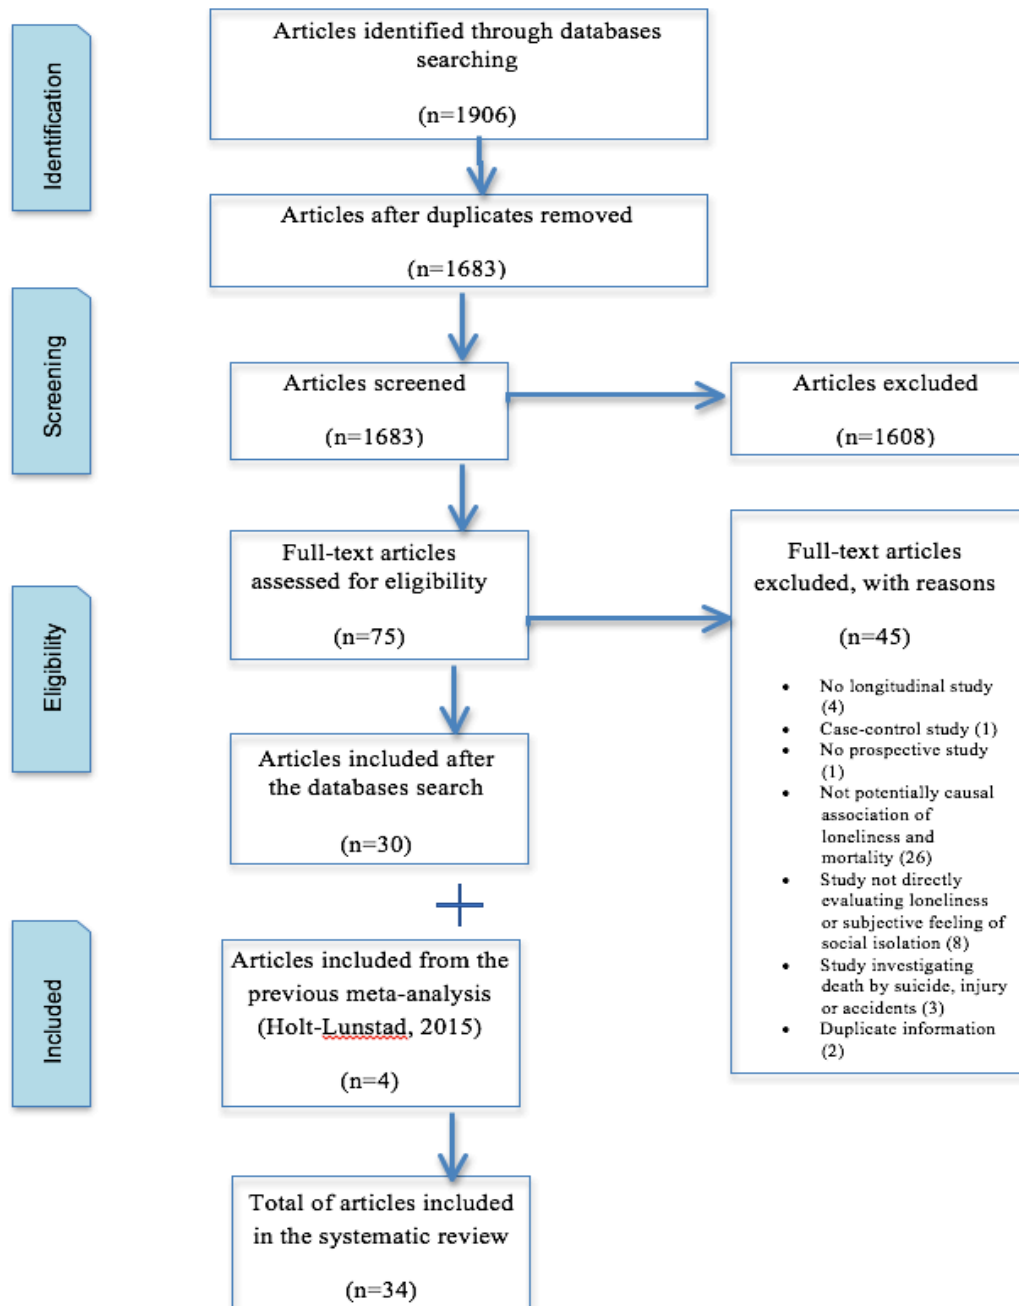 Identification
Articles identified through databases
searching
(n=1906)
Articles after duplicates removed
(n=1683)
Screening
Articles screened
(n=1683)
Articles excluded
(n=1608)
Eligibility
Full-text articles
assessed for eligibility
(n=75)
Full-text articles
excluded, with reasons
(n=45)
• No longitudinal study
(4)
• Case-control study (1)
• No prospective study
(1)
• Not potentially causal
association of
loneliness and
mortality (26)
• Study not directly
evaluating loneliness
or subjective feeling of
social isolation (8)
• Study investigating
death by suicide, injury
or accidents (3)
• Duplicate information
(2)
Articles included after
the databases search
(n=30)
Included
Articles included from the
previous meta-analysis
(Holt-Lunstad, 2015)
(n=4)
Total of articles included
in the systematic review
(n=34)